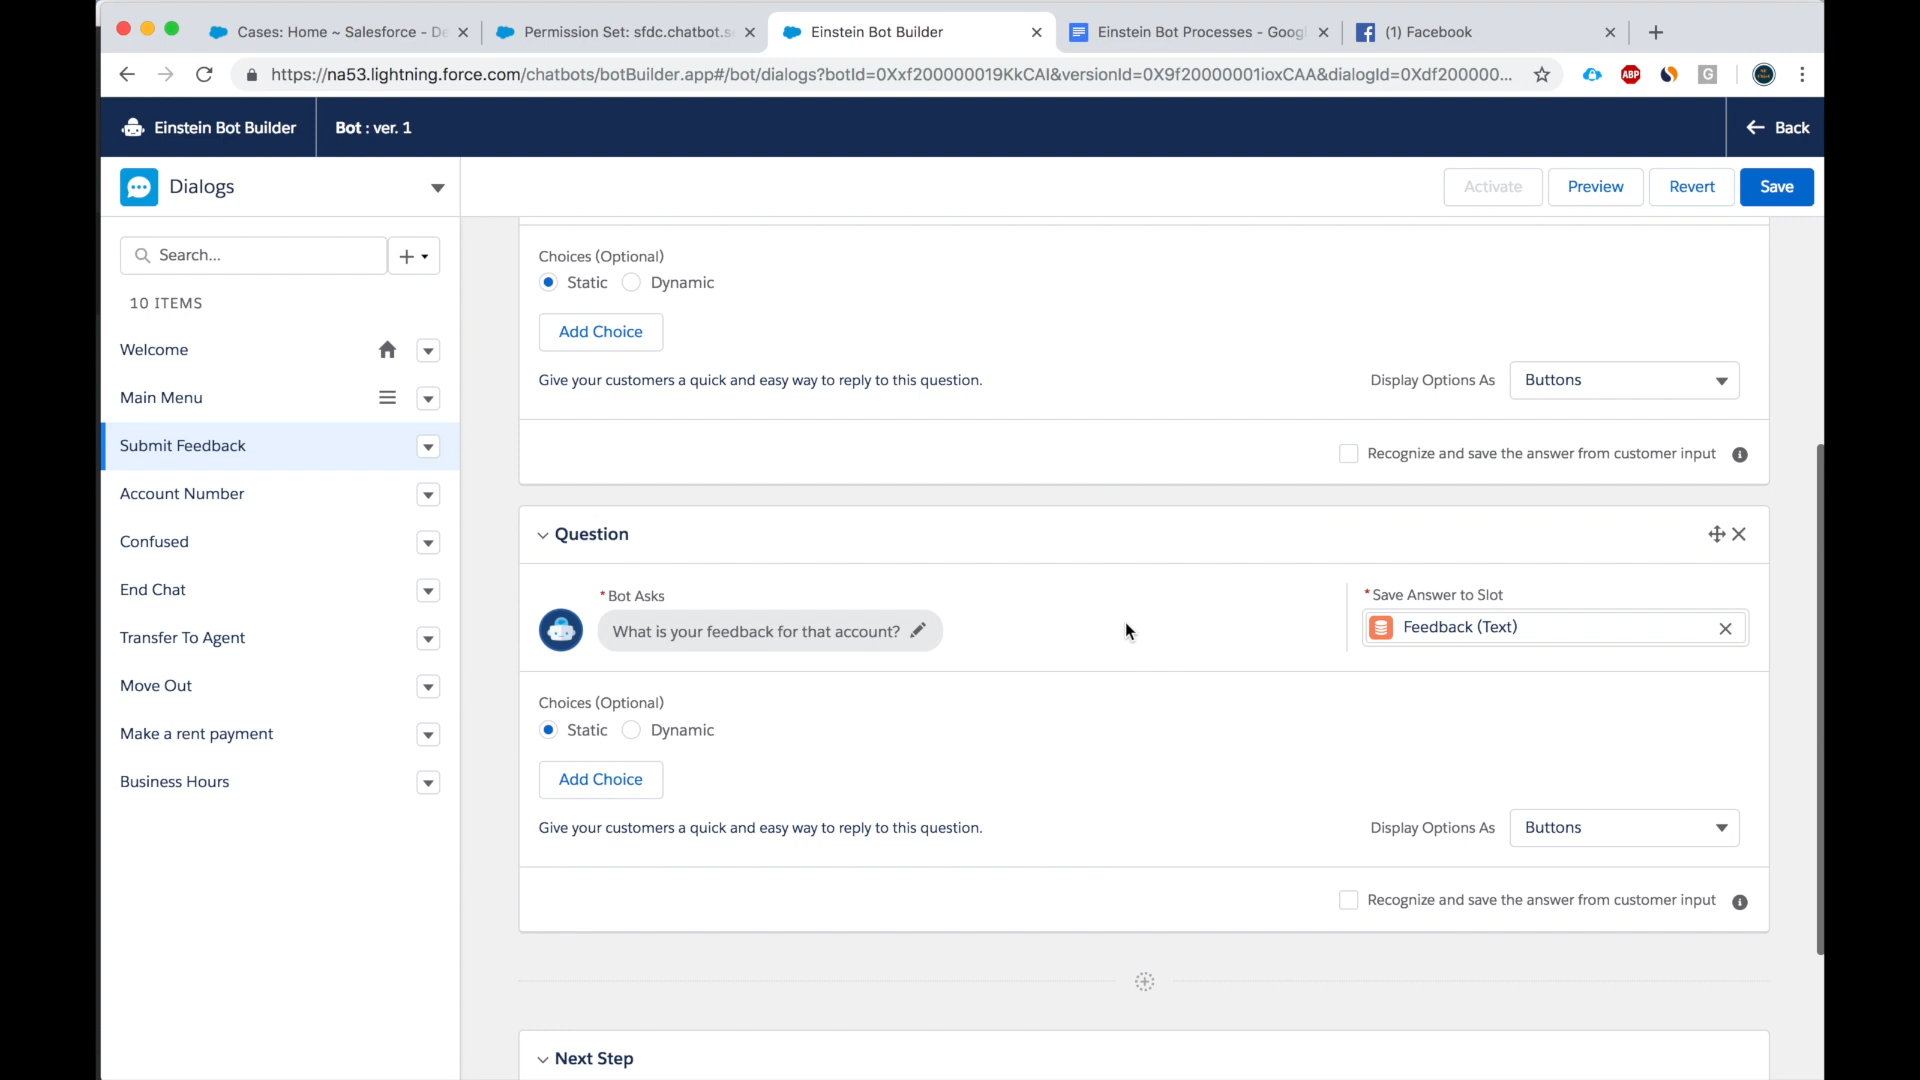 Cases: Home ~ Salesforce - De
Permission Set: sfdc.chatbot.s
Einstein Bot Builder
Einstein Bot Processes - Googl
(1) Facebook
https://na53.lightning.force.com/chatbots/botBuilder.app#/bot/dialogs?botId=0Xxf200000019KkCAI&versionId=0X9f20000001ioxCAA&dialogId=0Xdf200000...
ABP
G
Einstein Bot Builder
Bot : ver. 1
Back
Dialogs
Activate
Preview
Revert
Save
Search...
10 ITEMS
Welcome
Main Menu
Submit Feedback
Account Number
Confused
End Chat
Transfer To Agent
Move Out
Make a rent payment
Business Hours
Choices (Optional)
Static
Dynamic
Add Choice
Give your customers a quick and easy way to reply to this question.
Display Options As
Buttons
Recognize and save the answer from customer input
Question
* Bot Asks
What is your feedback for that account?
* Save Answer to Slot
Feedback (Text)
Choices (Optional)
Static
Dynamic
Add Choice
Give your customers a quick and easy way to reply to this question.
Display Options As
Buttons
Recognize and save the answer from customer input
Next Step